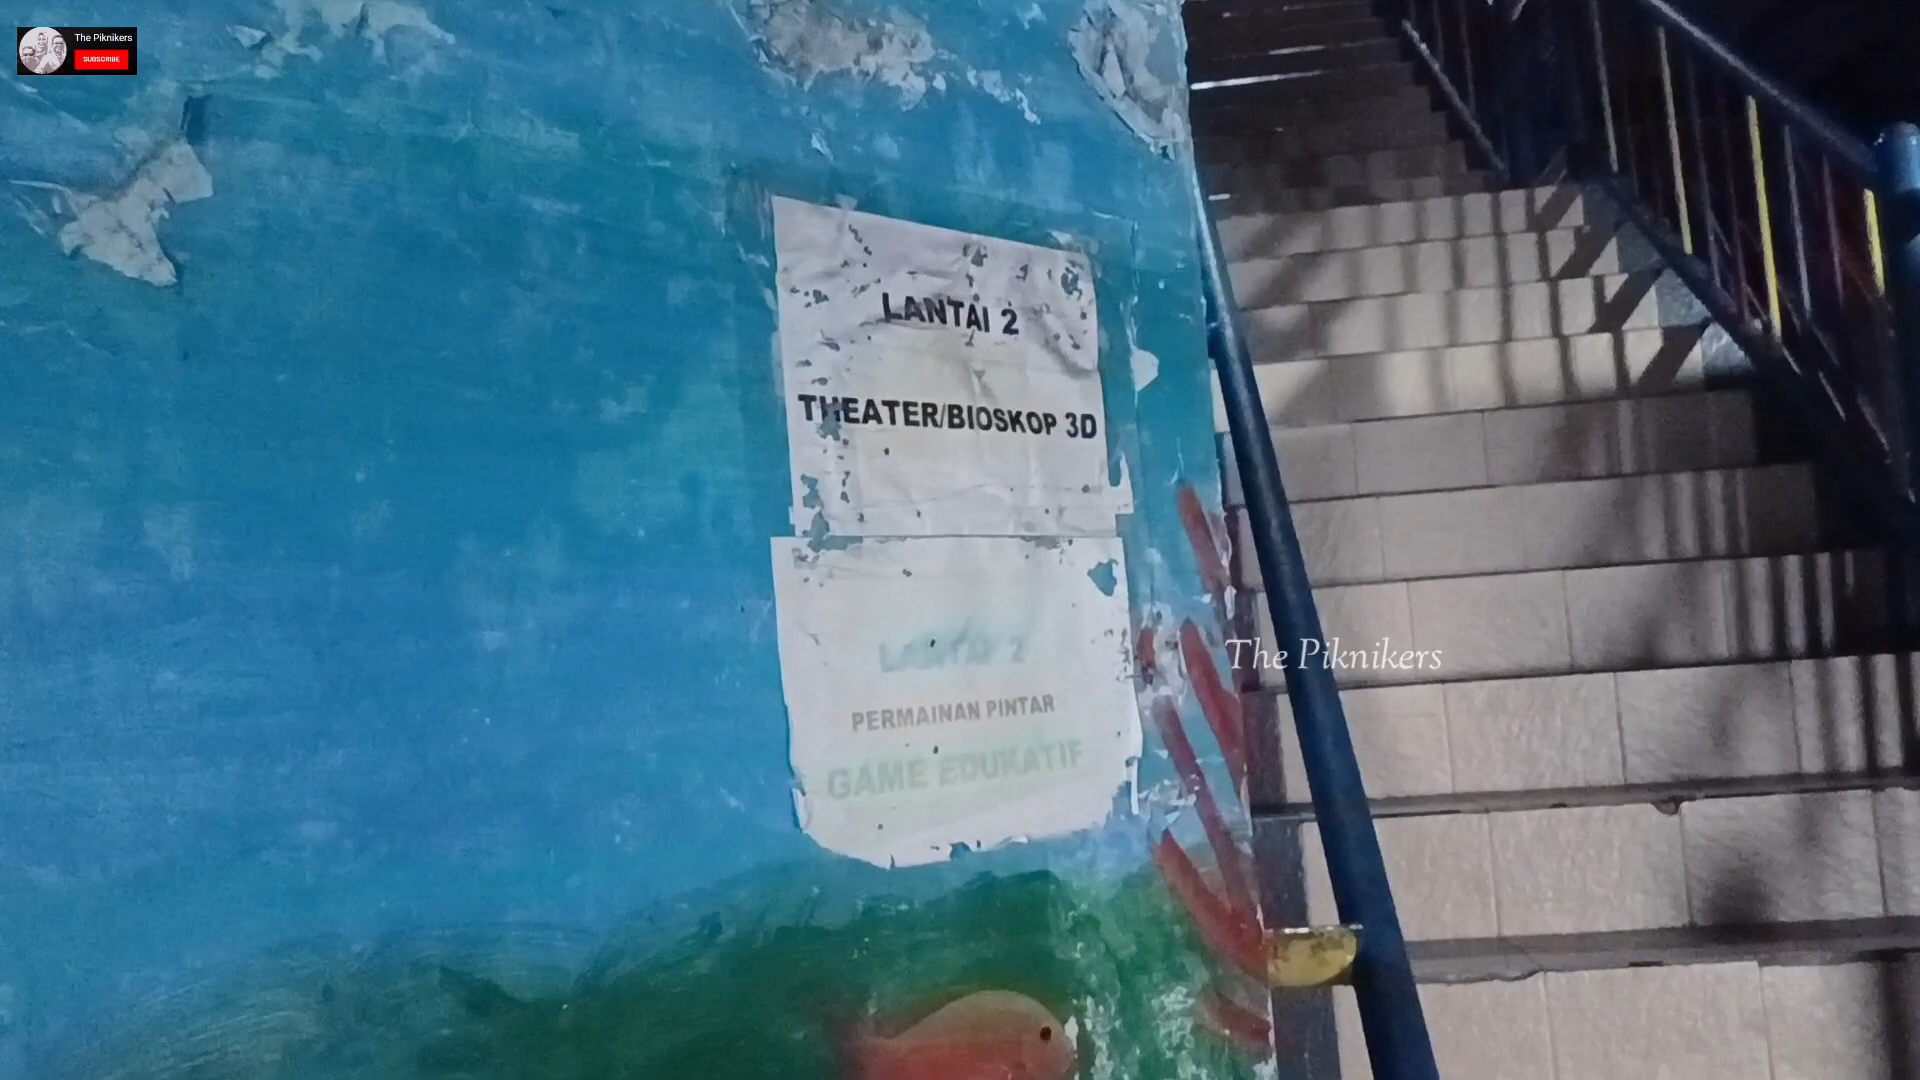 The Piknikers
SUBSCRIBE
LANTAI 2
THEATER/BIOSKOP 3D
LANTAI 2
PERMAINAN PINTAR
GAME EDUKATIF
The Piknikers